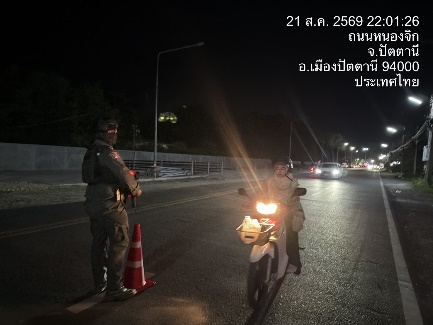 21 ส.ค. 2569 22:01:26
ถนนหนองจิก
จ.ปัตตานี
อ.เมืองปัตตานี 94000
ประเทศไทย